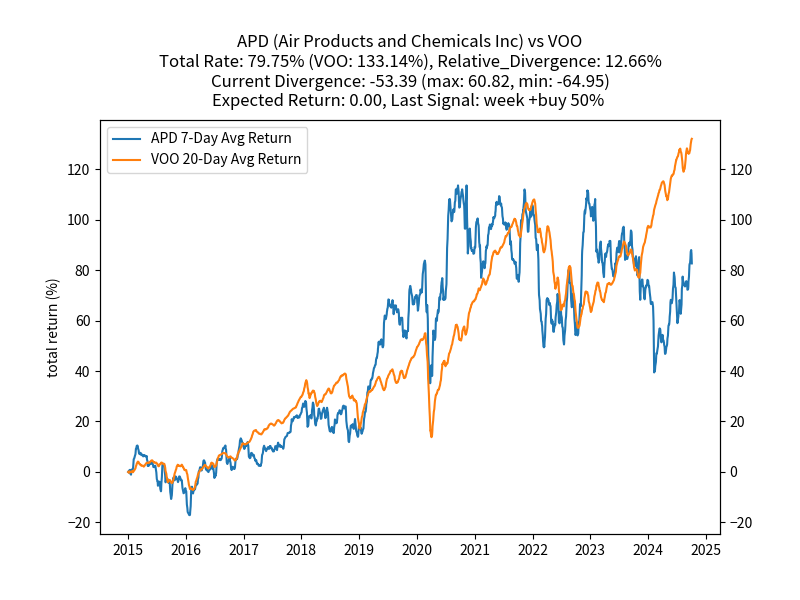 APD (Air Products and Chemicals Inc) vs VOO
Total Rate: 79.75% (VOO: 133.14%), Relative_Divergence: 12.66%
Current Divergence: -53.39 (max: 60.82, min: -64.95)
Expected Return: 0.00, Last Signal: week +buy 50%
APD 7-Day Avg Return
VOO 20-Day Avg Return
total return (%)
120 120
100 100
80 80
60 60
40 40
20 20
0 0
−20 −20
2015 2016 2017 2018 2019 2020 2021 2022 2023 2024 2025